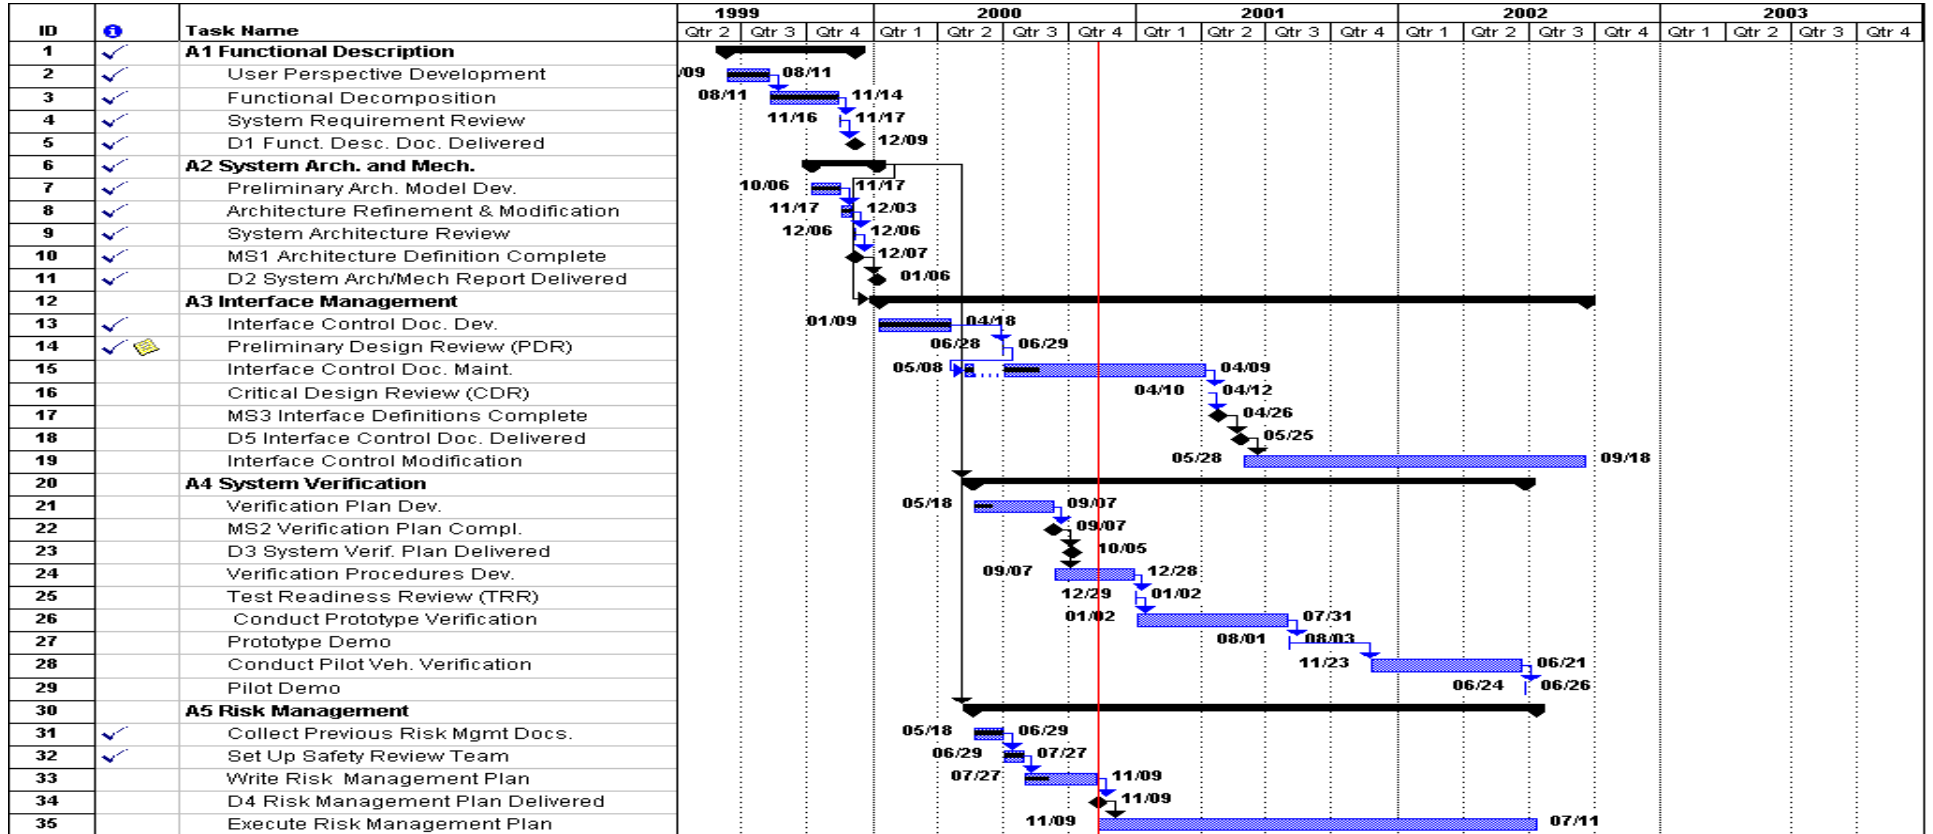 1999 2000 2001 2002 2003
ID Task Name Qtr 2 Qtr 3 Qtr 4 Qtr 1 Qtr 2 Qtr 3 Qtr 4 Qtr 1 Qtr 2 Qtr 3 Qtr 4 Qtr 1 Qtr 2 Qtr 3 Qtr 4 Qtr 1 Qtr 2 Qtr 3 Qtr 4
1 A1 Functional Description
2 User Perspective Development /09 08/11
3 Functional Decomposition 08/11 11/14
4 System Requirement Review 11/16 11/17
5 D1 Funct. Desc. Doc. Delivered 12/09
6 A2 System Arch. and Mech.
7 Preliminary Arch. Model Dev. 10/06 11/17
8 Architecture Refinement & Modification 11/17 12/03
9 System Architecture Review 12/06 12/06
10 MS1 Architecture Definition Complete 12/07
11 D2 System Arch/Mech Report Delivered 01/06
12 A3 Interface Management
13 Interface Control Doc. Dev. 01/09 04/18
14 Preliminary Design Review (PDR) 06/28 06/29
15 Interface Control Doc. Maint. 05/08 04/09
16 Critical Design Review (CDR) 04/10 04/12
17 MS3 Interface Definitions Complete 04/26
18 D5 Interface Control Doc. Delivered 05/25
19 Interface Control Modification 05/28 09/18
20 A4 System Verification
21 Verification Plan Dev. 05/18 09/07
22 MS2 Verification Plan Compl. 09/07
23 D3 System Verif. Plan Delivered 10/05
24 Verification Procedures Dev. 09/07 12/28
25 Test Readiness Review (TRR) 12/29 01/02
26 Conduct Prototype Verification 01/02 07/31
27 Prototype Demo 08/01 08/03
28 Conduct Pilot Veh. Verification 11/23 06/21
29 Pilot Demo 06/24 06/26
30 A5 Risk Management
31 Collect Previous Risk Mgmt Docs. 05/18 06/29
32 Set Up Safety Review Team 06/29 07/27
33 Write Risk Management Plan 07/27 11/09
34 D4 Risk Management Plan Delivered 11/09
35 Execute Risk Management Plan 11/09 07/11